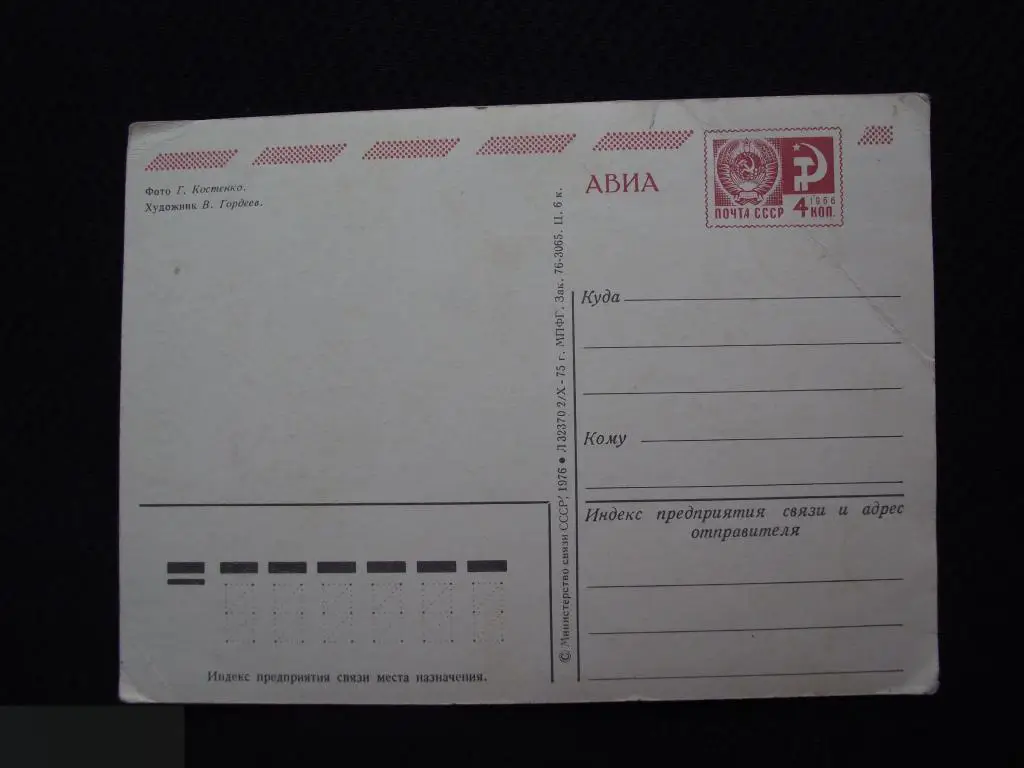 Фото Г. Костенко.
Художник В. Гордеев.
АВИА
1966
ПОЧТА СССР 4 КОП.
© Министерство связи СССР, 1976 ● Л 32370 2/X-75 г. МПФГ. Зак. 76-3065. Ц. 6 к.
Куда
Кому
Индекс предприятия связи и адрес
отправителя
Индекс предприятия связи места назначения.